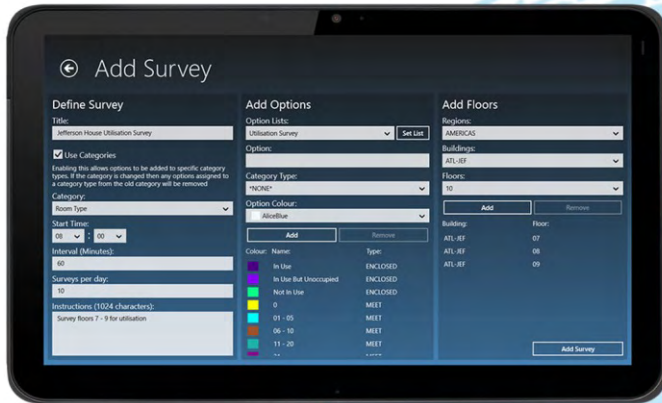 Add Survey
Define Survey
Title:
Jefferson House Utilisation Survey
Use Categories
Enabling this allows options to be added to specific category
types. If the category is changed then any options assigned to
a category type from the old category will be removed
Category:
Room Type
Start Time:
08 : 00
Interval (Minutes):
60
Surveys per day:
10
Instructions (1024 characters):
Survey floors 7 - 9 for utilisation
Add Options
Option Lists:
Utilisation Survey Set List
Option:
Category Type:
*NONE*
Option Colour:
AliceBlue
Add Remove
Colour: Name: Type:
In Use ENCLOSED
In Use But Unoccupied ENCLOSED
Not In Use ENCLOSED
0 MEET
01 - 05 MEET
06 - 10 MEET
11 - 20 MEET
Add Floors
Regions:
AMERICAS
Buildings:
ATL-JEF
Floors:
10
Add Remove
Building: Floor:
ATL-JEF 07
ATL-JEF 08
ATL-JEF 09
Add Survey